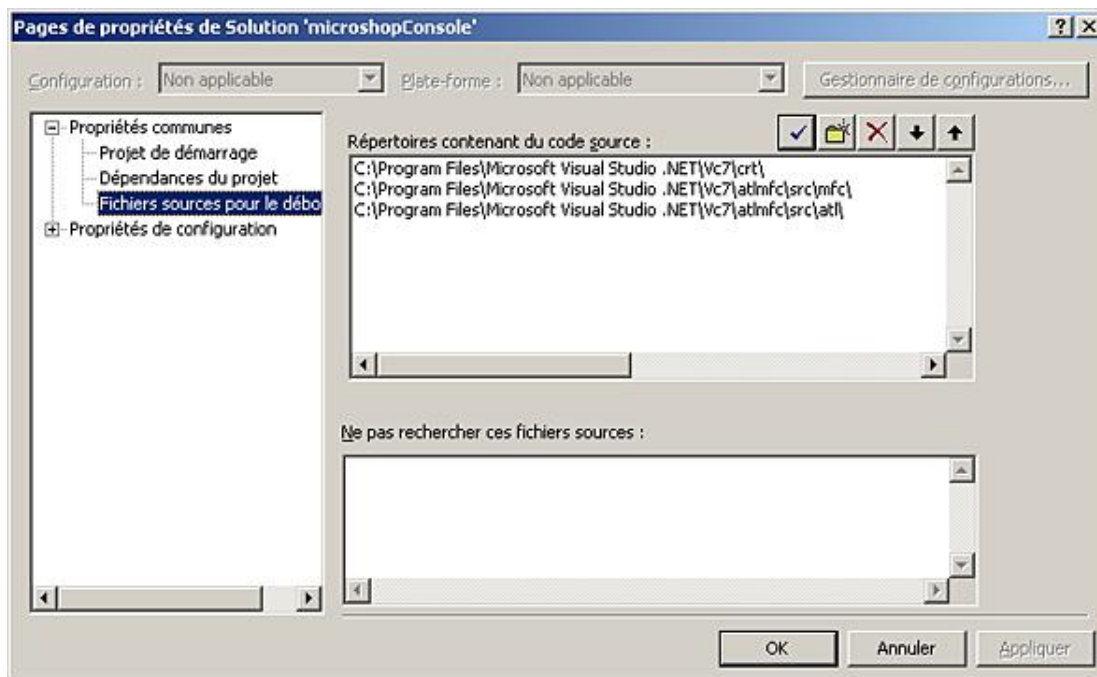 Pages de propriétés de Solution 'microshopConsole'
Configuration : Non applicable Plate-forme : Non applicable Gestionnaire de configurations...
Propriétés communes
Projet de démarrage
Dépendances du projet
Fichiers sources pour le débo
Propriétés de configuration
Répertoires contenant du code source :
C:\Program Files\Microsoft Visual Studio .NET\Vc7\crt\
C:\Program Files\Microsoft Visual Studio .NET\Vc7\atlmfc\src\mfc\
C:\Program Files\Microsoft Visual Studio .NET\Vc7\atlmfc\src\atl\
Ne pas rechercher ces fichiers sources :
OK Annuler Appliquer